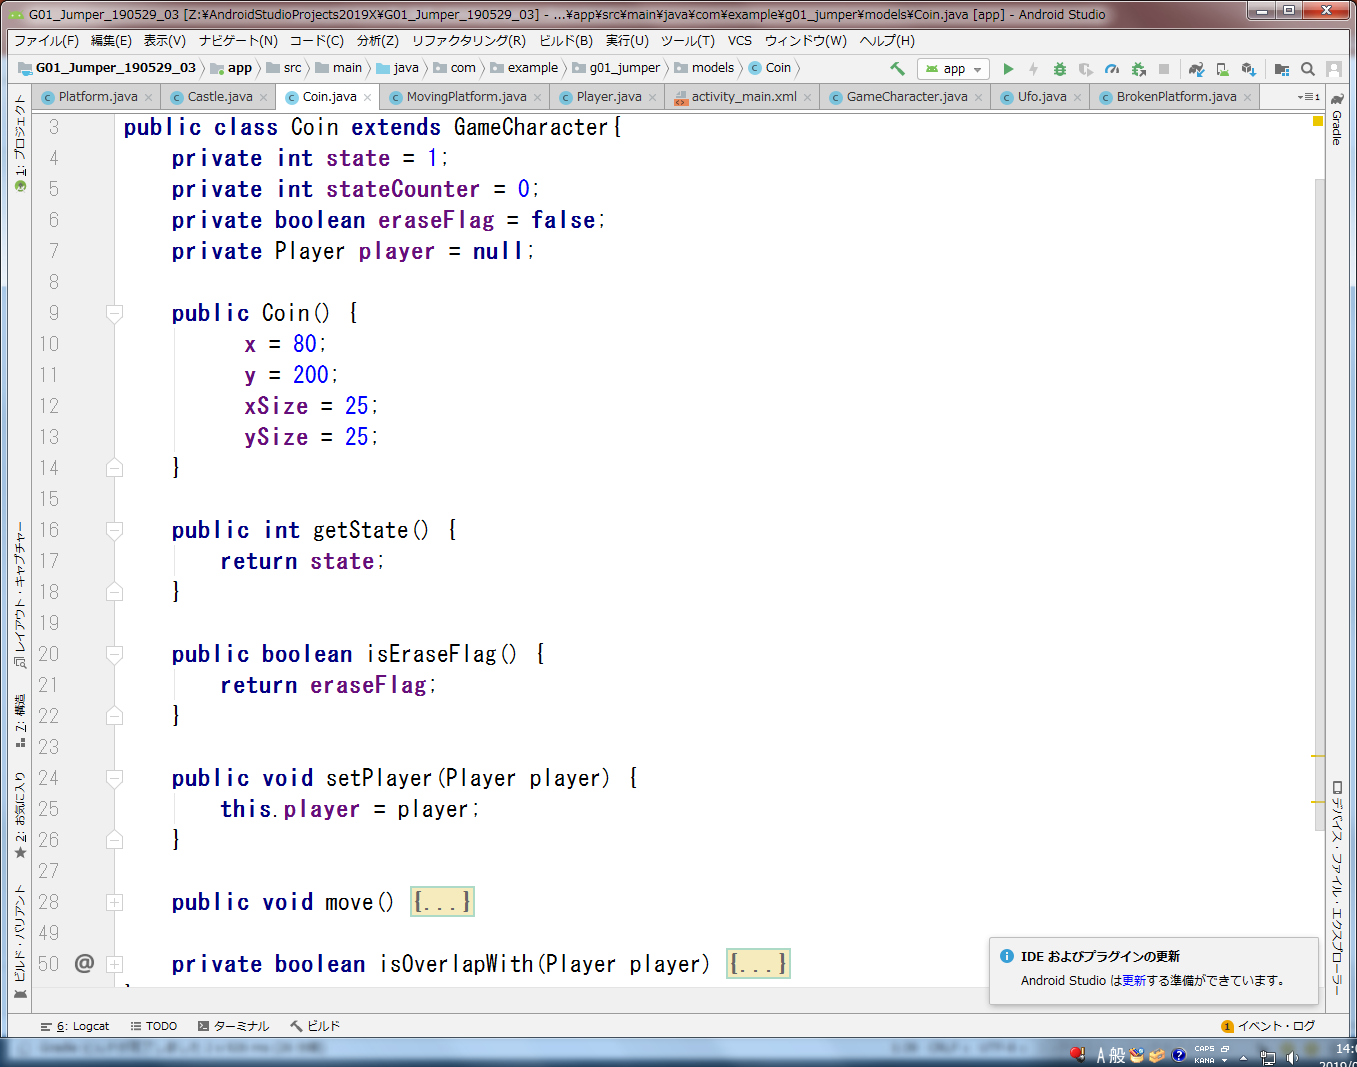 G01_Jumper_190529_03 [Z:¥AndroidStudioProjects2019X¥G01_Jumper_190529_03] - ...¥app¥src¥main¥java¥com¥example¥g01_jumper¥models¥Coin.java [app] - Android Studio
ファイル(F) 編集(E) 表示(V) ナビゲート(N) コード(C) 分析(Z) リファクタリング(R) ビルド(B) 実行(U) ツール(T) VCS ウィンドウ(W) ヘルプ(H)
G01_Jumper_190529_03 app src main java com example g01_jumper models Coin app
Platform.java Castle.java Coin.java MovingPlatform.java Player.java activity_main.xml GameCharacter.java Ufo.java BrokenPlatform.java 1
1: プロジェクト
レイアウト・キャプチャー
Z: 構造
2: お気に入り
ビルド・バリアント
3 public class Coin extends GameCharacter{
4 private int state = 1;
5 private int stateCounter = 0;
6 private boolean eraseFlag = false;
7 private Player player = null;
8
9 public Coin() {
10 x = 80;
11 y = 200;
12 xSize = 25;
13 ySize = 25;
14 }
15
16 public int getState() {
17 return state;
18 }
19
20 public boolean isEraseFlag() {
21 return eraseFlag;
22 }
23
24 public void setPlayer(Player player) {
25 this.player = player;
26 }
27
28 public void move() {...}
49
50 @ private boolean isOverlapWith(Player player) {...}
Gradle
デバイス・ファイル・エクスプローラー
IDE およびプラグインの更新
Android Studio は更新する準備ができています。
6: Logcat TODO ターミナル ビルド 1 イベント・ログ
A 般 CAPS KANA